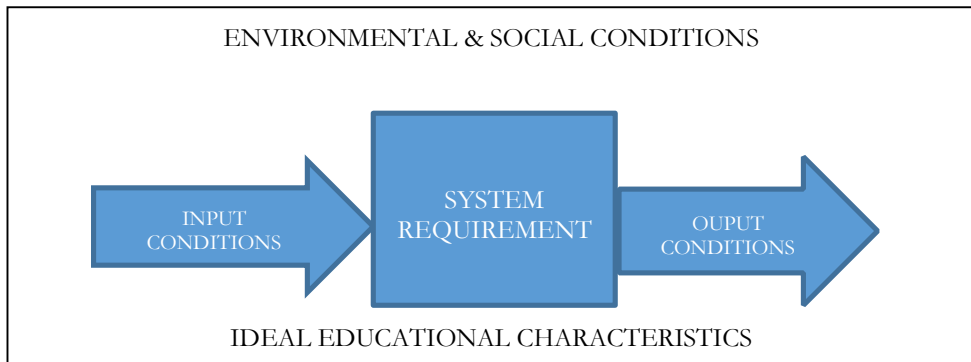 ENVIRONMENTAL & SOCIAL CONDITIONS
INPUT
CONDITIONS
SYSTEM
REQUIREMENT
OUPUT
CONDITIONS
IDEAL EDUCATIONAL CHARACTERISTICS